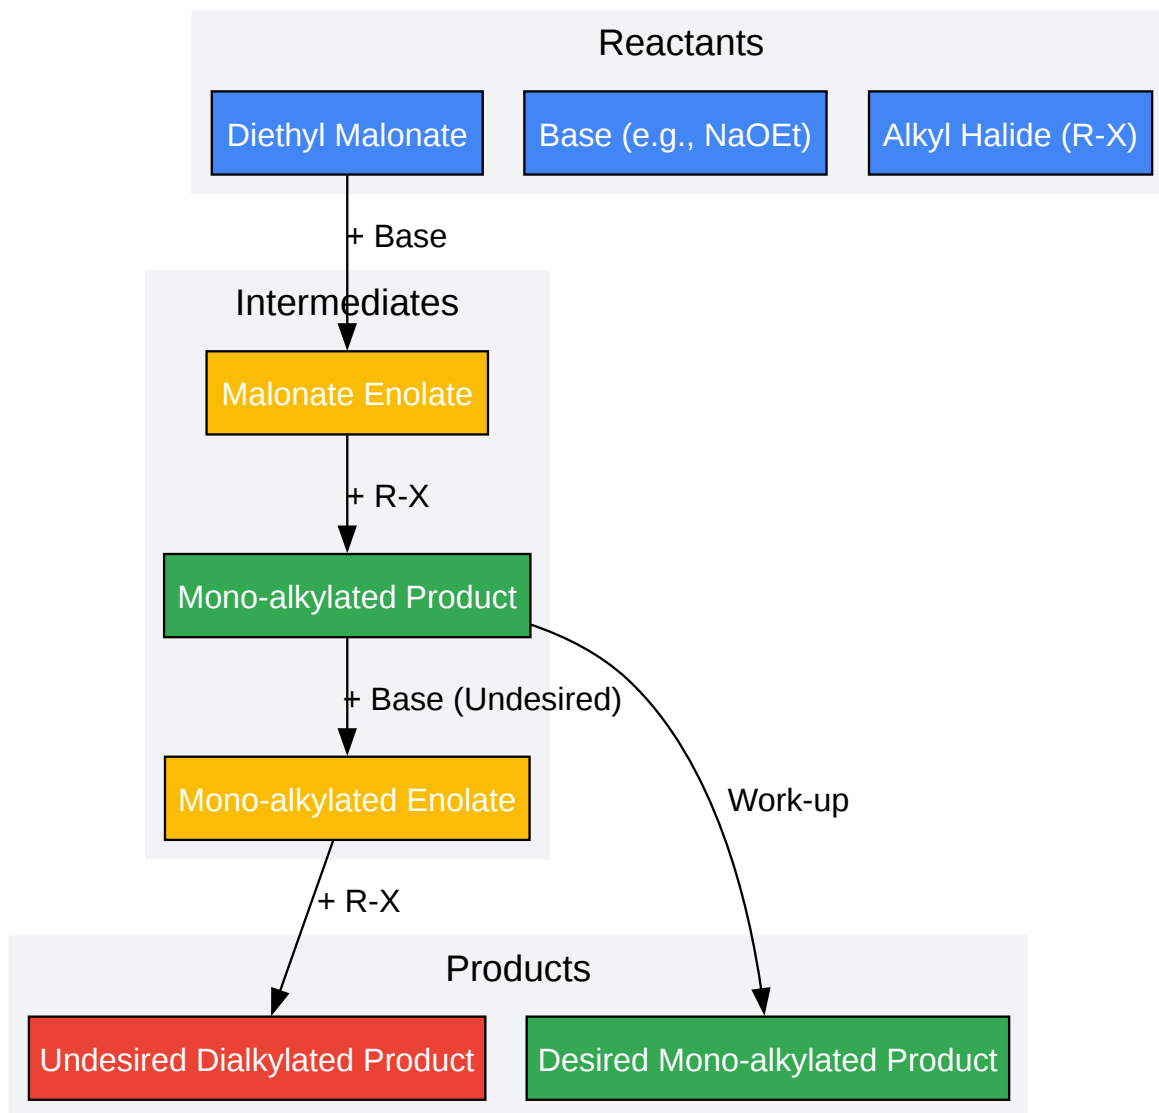 Reactants
Diethyl Malonate
Base (e.g., NaOEt)
Alkyl Halide (R-X)
+ Base
Intermediates
Malonate Enolate
+ R-X
Mono-alkylated Product
+ Base (Undesired)
Mono-alkylated Enolate
Work-up
+ R-X
Products
Undesired Dialkylated Product
Desired Mono-alkylated Product